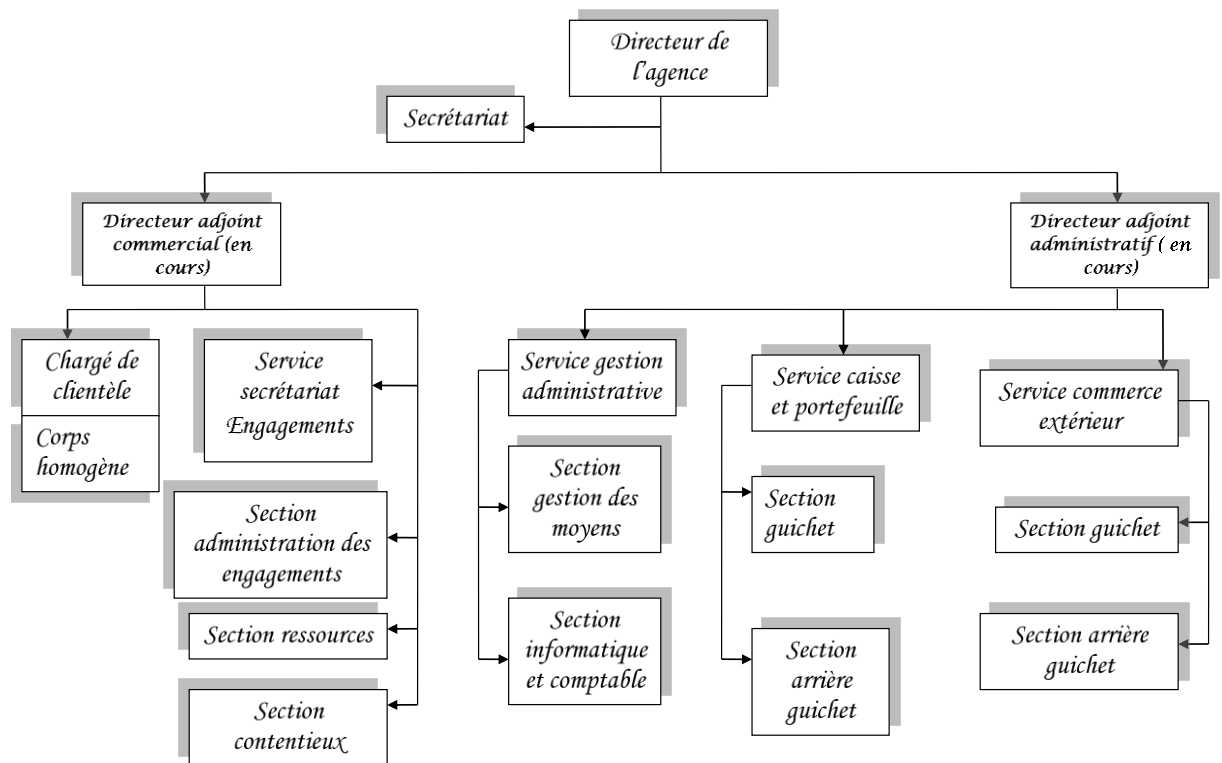 Directeur de
l'agence
Secrétariat
Directeur adjoint
commercial (en
cours)
Directeur adjoint
administratif ( en
cours)
Chargé de
clientèle
Corps
homogène
Service
secrétariat
Engagements
Section
administration des
engagements
Section ressources
Section
contentieux
Service gestion
administrative
Section
gestion des
moyens
Section
informatique
et comptable
Service caisse
et portefeuille
Section
guichet
Section
arrière
guichet
Service commerce
extérieur
Section guichet
Section arrière
guichet